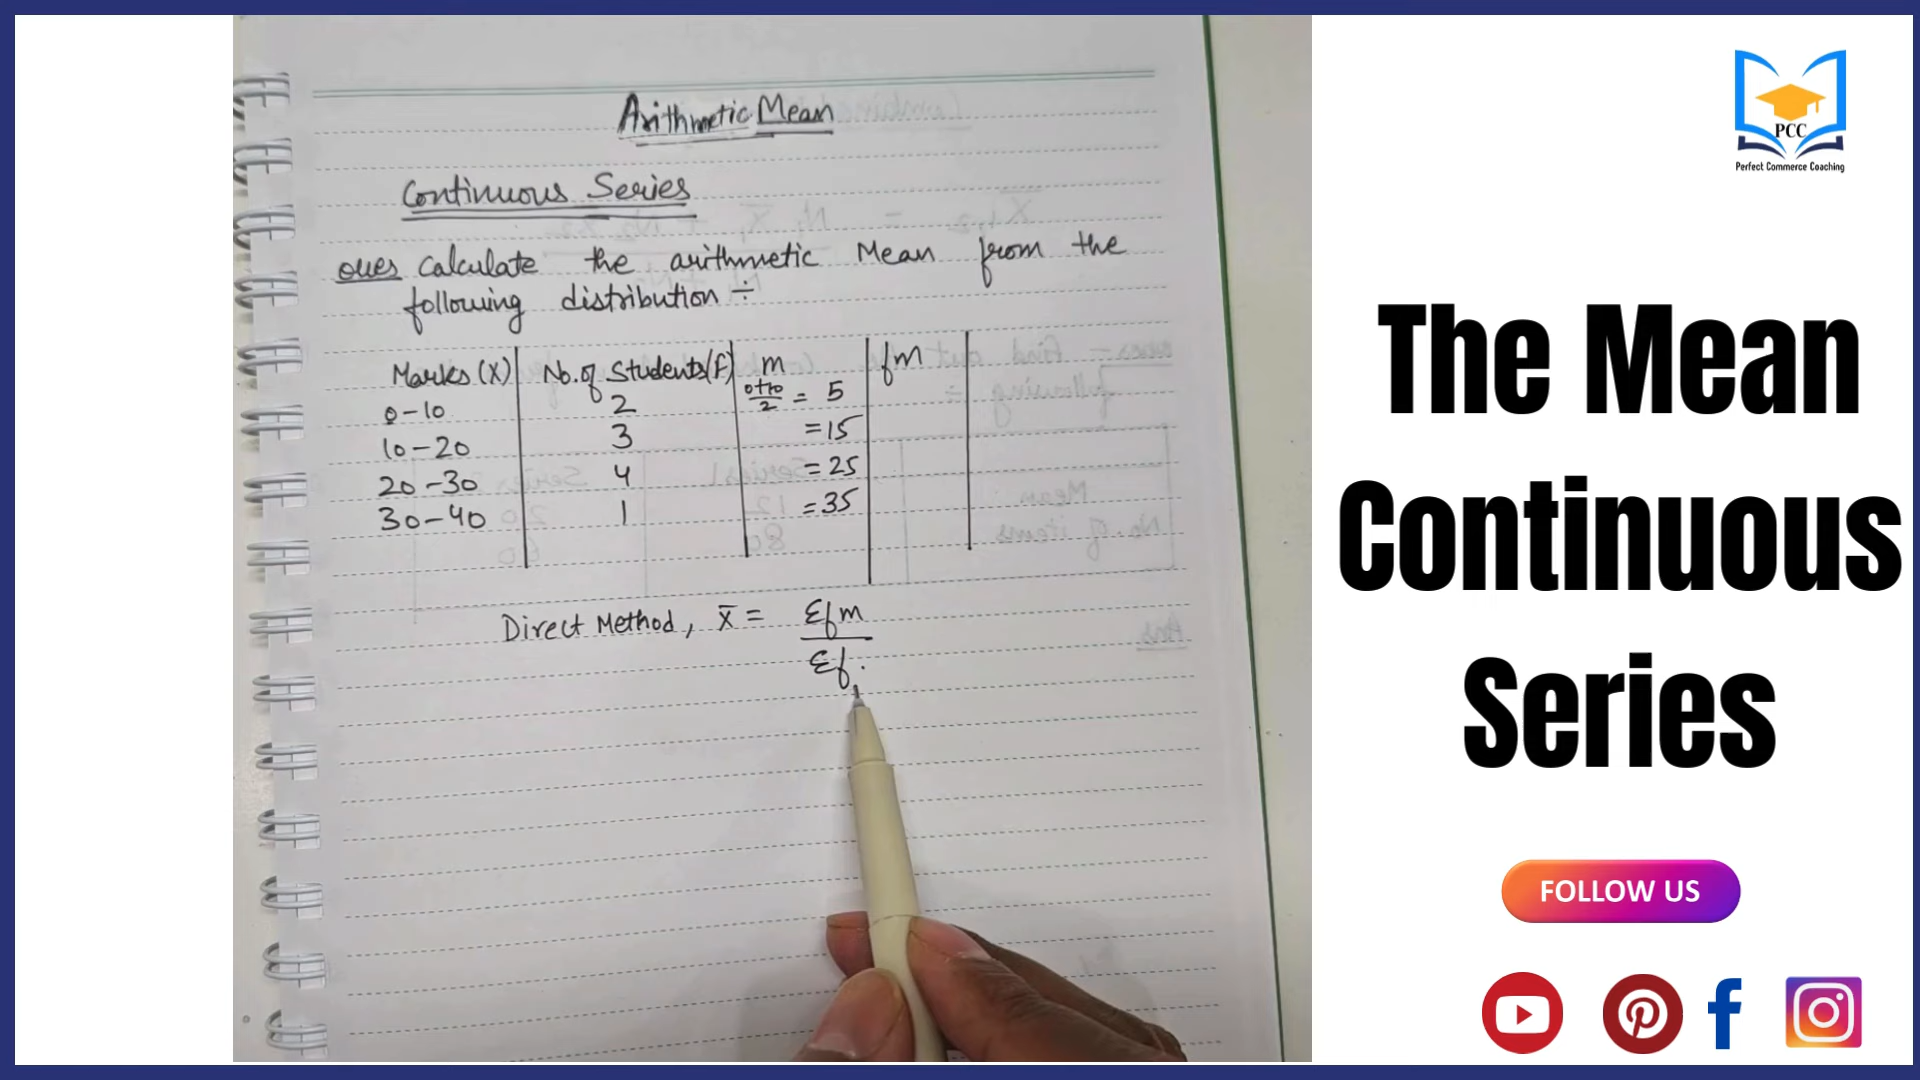 Arithmetic Mean
Continuous Series
Ques Calculate the arithmetic Mean from the
following distribution ÷
Marks (X) No. of Students (F) m fm
0-10 2 0+10/2 = 5
10-20 3 = 15
20-30 4 = 25
30-40 1 = 35
Direct Method, x̄ = Σfm
Σf.
PCC
Perfect Commerce Coaching
The Mean
Continuous
Series
FOLLOW US